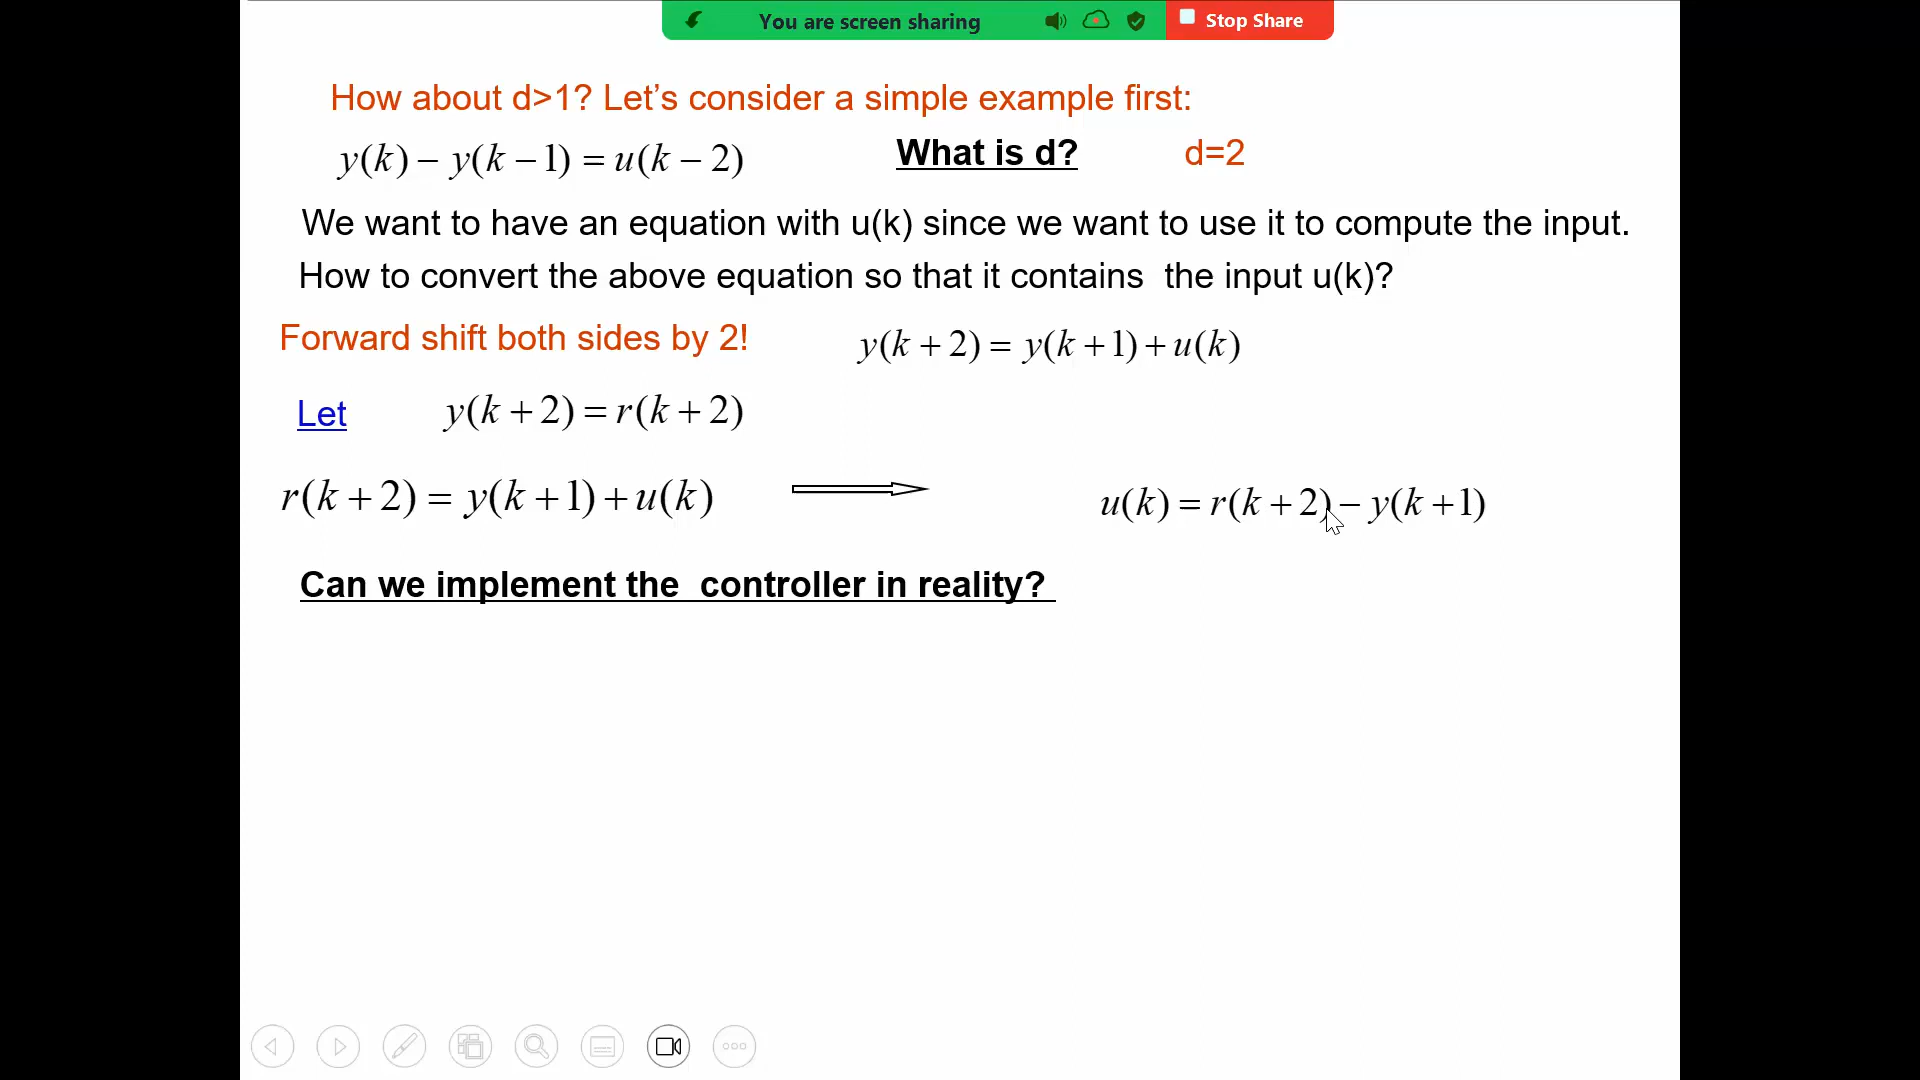 You are screen sharing Stop Share
How about d>1? Let’s consider a simple example first:
y(k) − y(k − 1) = u(k − 2) What is d? d=2
We want to have an equation with u(k) since we want to use it to compute the input.
How to convert the above equation so that it contains the input u(k)?
Forward shift both sides by 2! y(k + 2) = y(k + 1) + u(k)
Let y(k + 2) = r(k + 2)
r(k + 2) = y(k + 1) + u(k) u(k) = r(k + 2) − y(k + 1)
Can we implement the controller in reality?